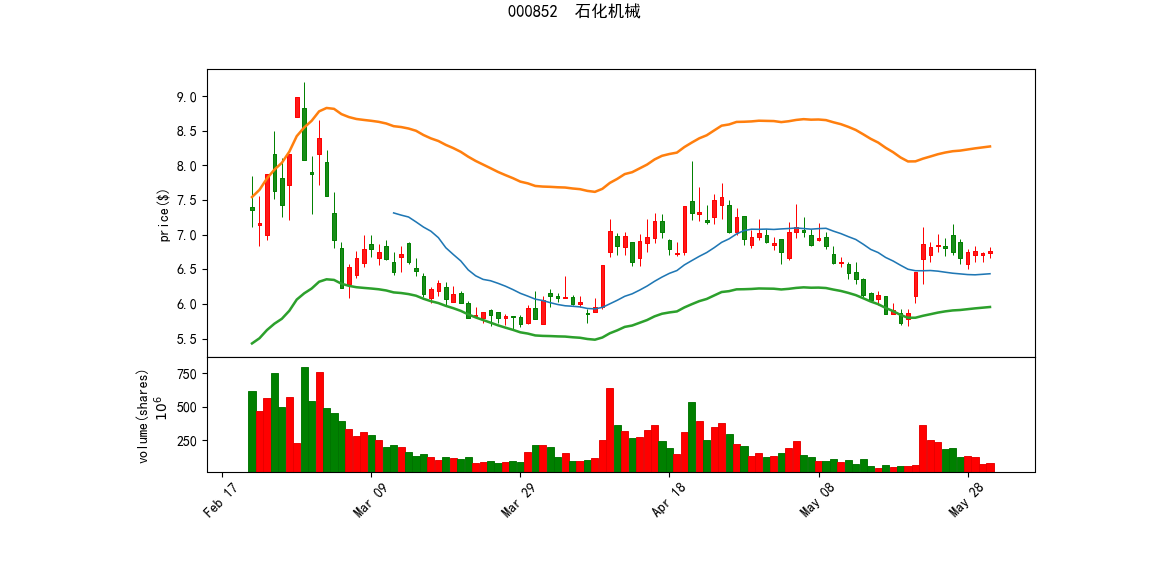 000852 石化机械
price($)
9.0
8.5
8.0
7.5
7.0
6.5
6.0
5.5
volume(shares)
10^6
750
500
250
Feb 17
Mar 09
Mar 29
Apr 18
May 08
May 28